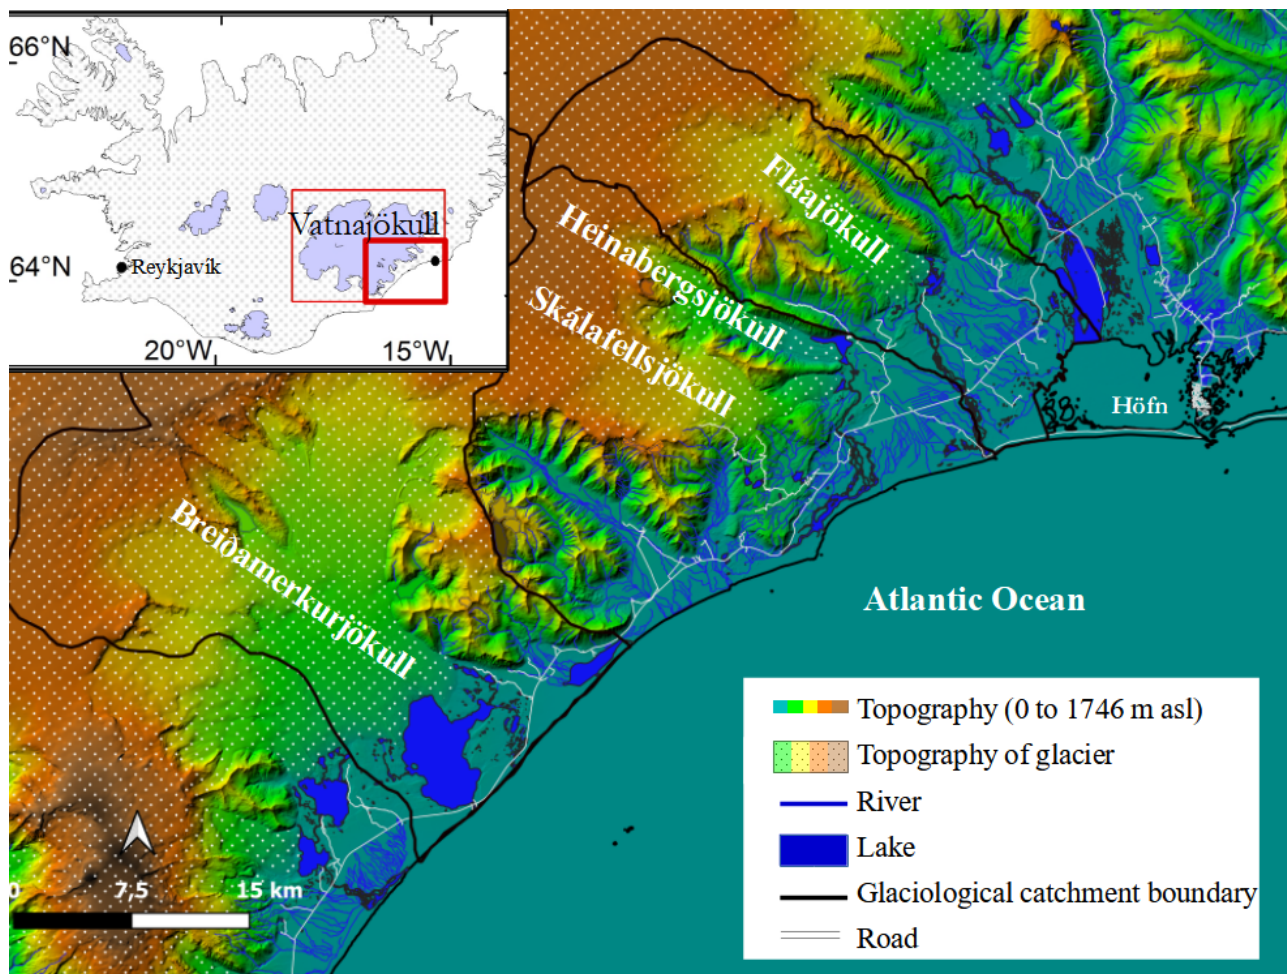 66°N
Vatnajökull
64°N
Reykjavík
20°W
15°W
Fláajökull
Heinabergsjökull
Skálafellsjökull
Breiðamerkurjökull
Höfn
Atlantic Ocean
Topography (0 to 1746 m asl)
Topography of glacier
River
Lake
Glaciological catchment boundary
Road
0 7,5 15 km